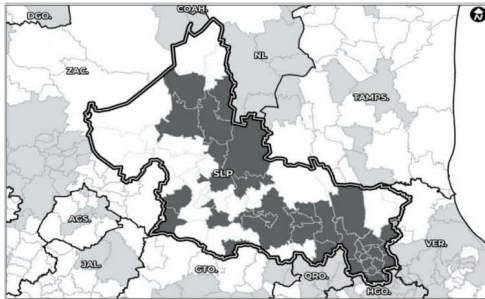 DGO.
COAH.
NL
ZAC.
TAMPS.
SLP
AGS.
VER.
JAL.
GTO.
QRO.
HGO.